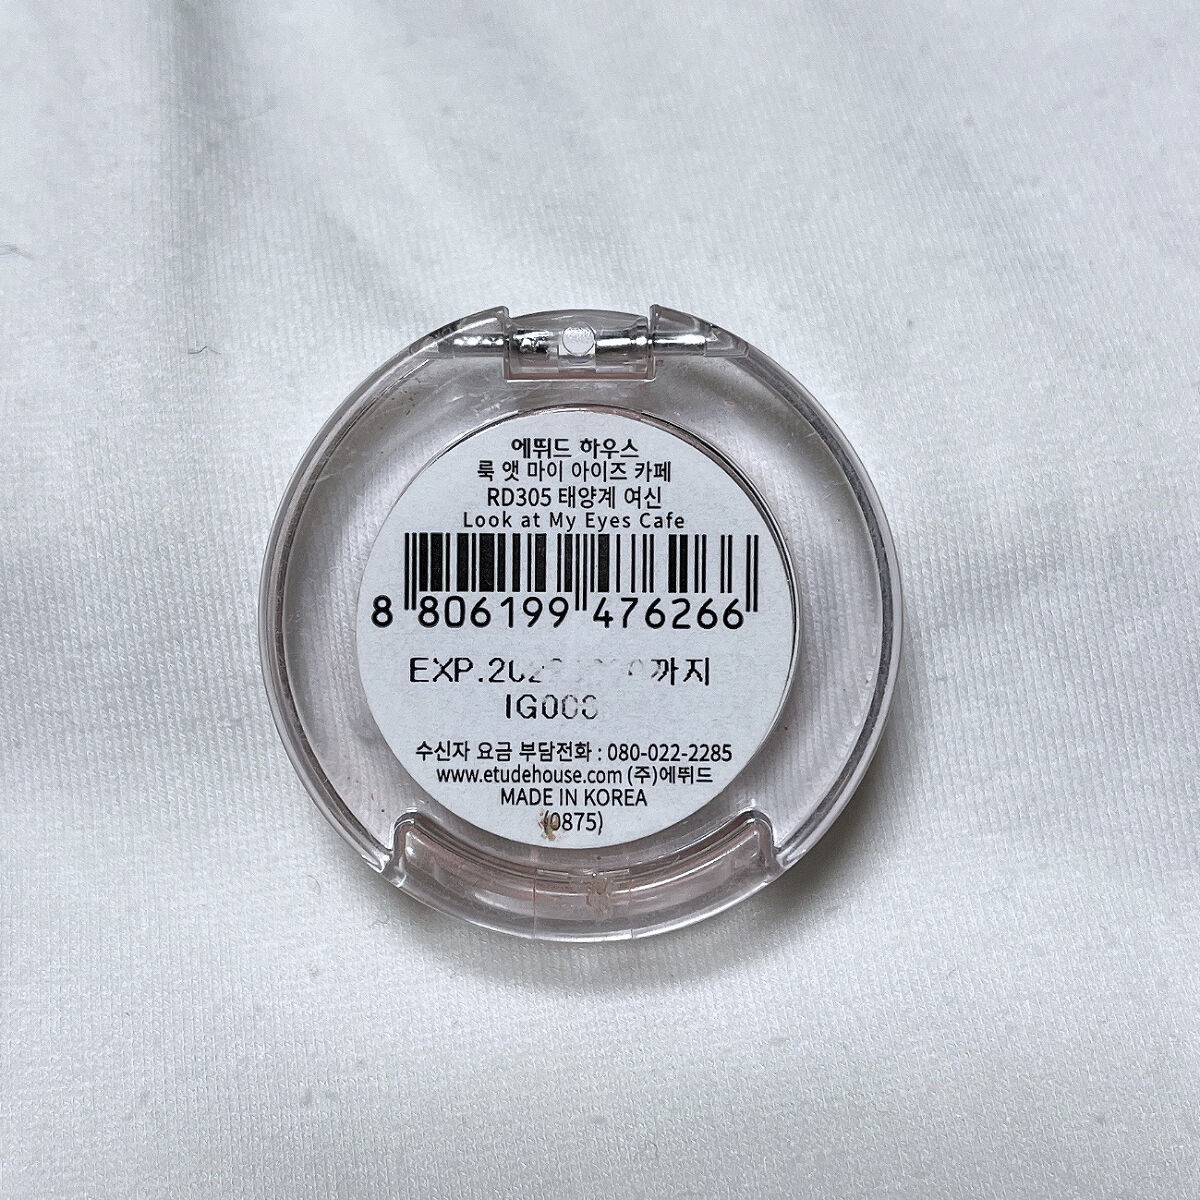 에뛰드 하우스
룩 앳 마이 아이즈 카페
RD305 태양계 여신
Look at My Eyes Cafe
8 806199 476266
수신자 요금 부담전화 : 080-022-2285
www.etudehouse.com (주)에뛰드
MADE IN KOREA
(0875)